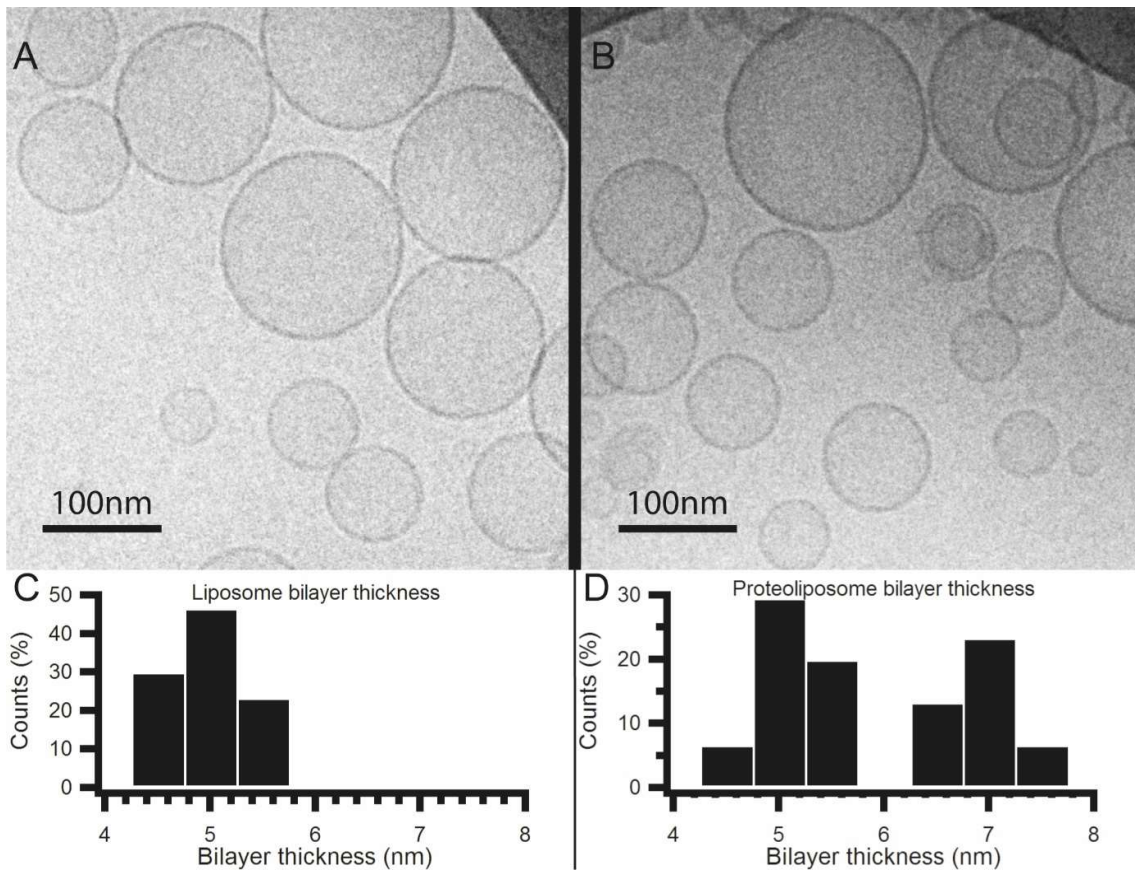 A
B
100nm
100nm
C
Liposome bilayer thickness
50
40
30
20
10
0
Counts (%)
4
5
6
7
8
Bilayer thickness (nm)
D
Proteoliposome bilayer thickness
30
20
10
0
Counts (%)
4
5
6
7
8
Bilayer thickness (nm)